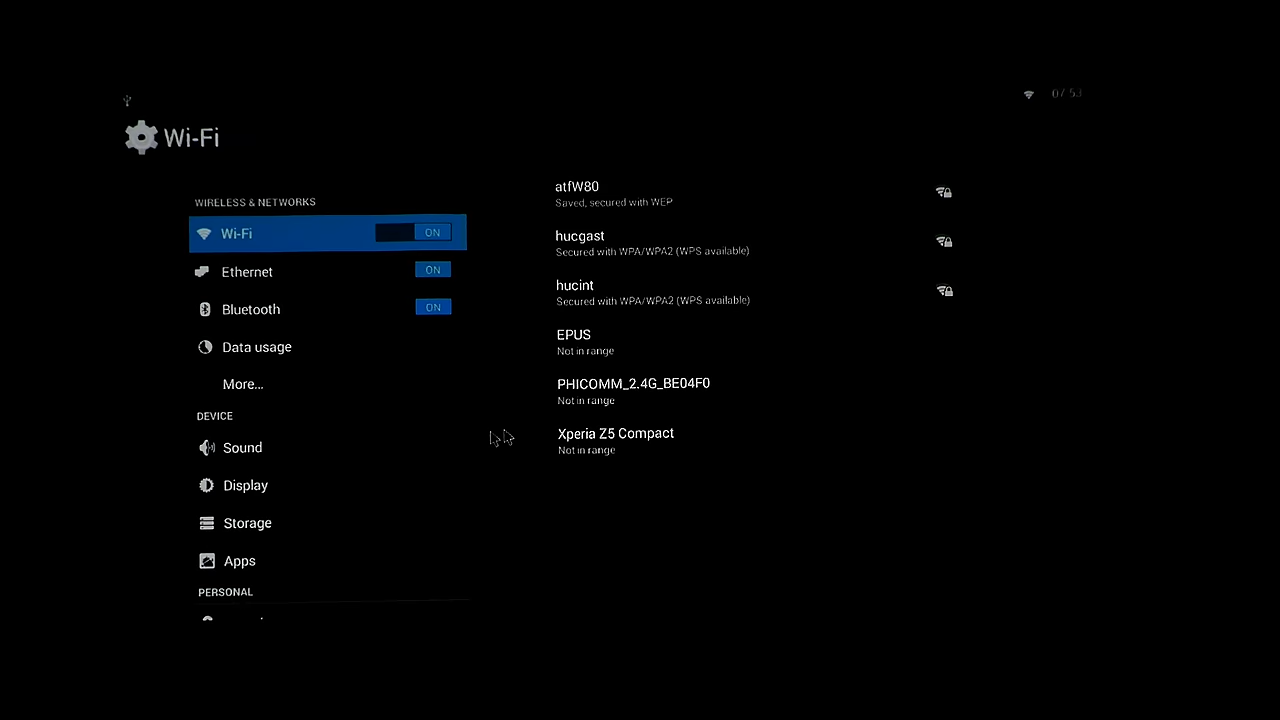 07:53
Wi-Fi
WIRELESS & NETWORKS
Wi-Fi ON
Ethernet ON
Bluetooth ON
Data usage
More...
DEVICE
Sound
Display
Storage
Apps
PERSONAL
atfW80
Saved, secured with WEP
hucgast
Secured with WPA/WPA2 (WPS available)
hucint
Secured with WPA/WPA2 (WPS available)
EPUS
Not in range
PHICOMM_2.4G_BE04F0
Not in range
Xperia Z5 Compact
Not in range